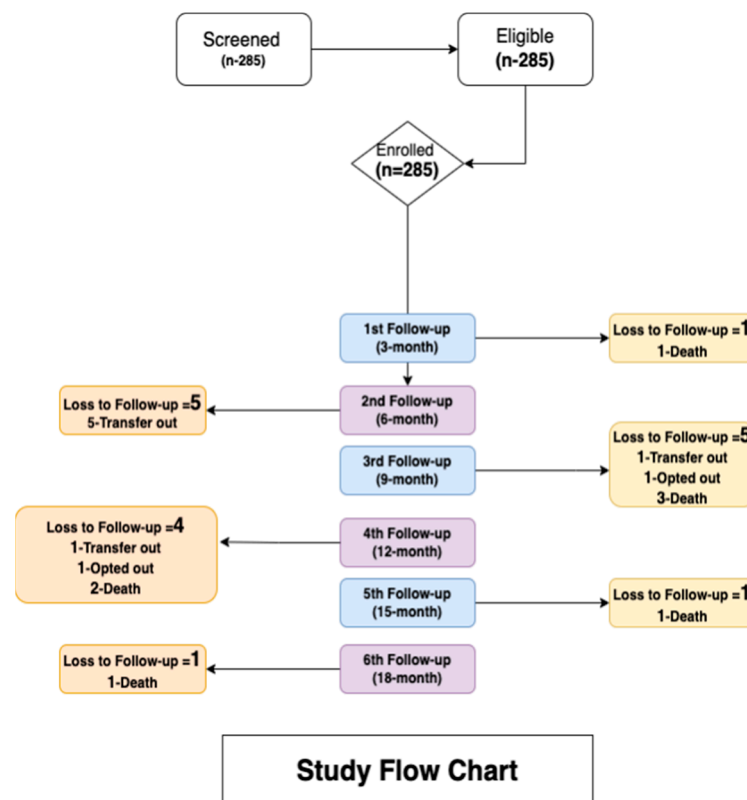 Screened
(n-285)
Eligible
(n-285)
Enrolled
(n=285)
1st Follow-up
(3-month)
Loss to Follow-up =1
1-Death
2nd Follow-up
(6-month)
Loss to Follow-up =5
5-Transfer out
3rd Follow-up
(9-month)
Loss to Follow-up =5
1-Transfer out
1-Opted out
3-Death
4th Follow-up
(12-month)
Loss to Follow-up =4
1-Transfer out
1-Opted out
2-Death
5th Follow-up
(15-month)
Loss to Follow-up =1
1-Death
6th Follow-up
(18-month)
Loss to Follow-up =1
1-Death
Study Flow Chart